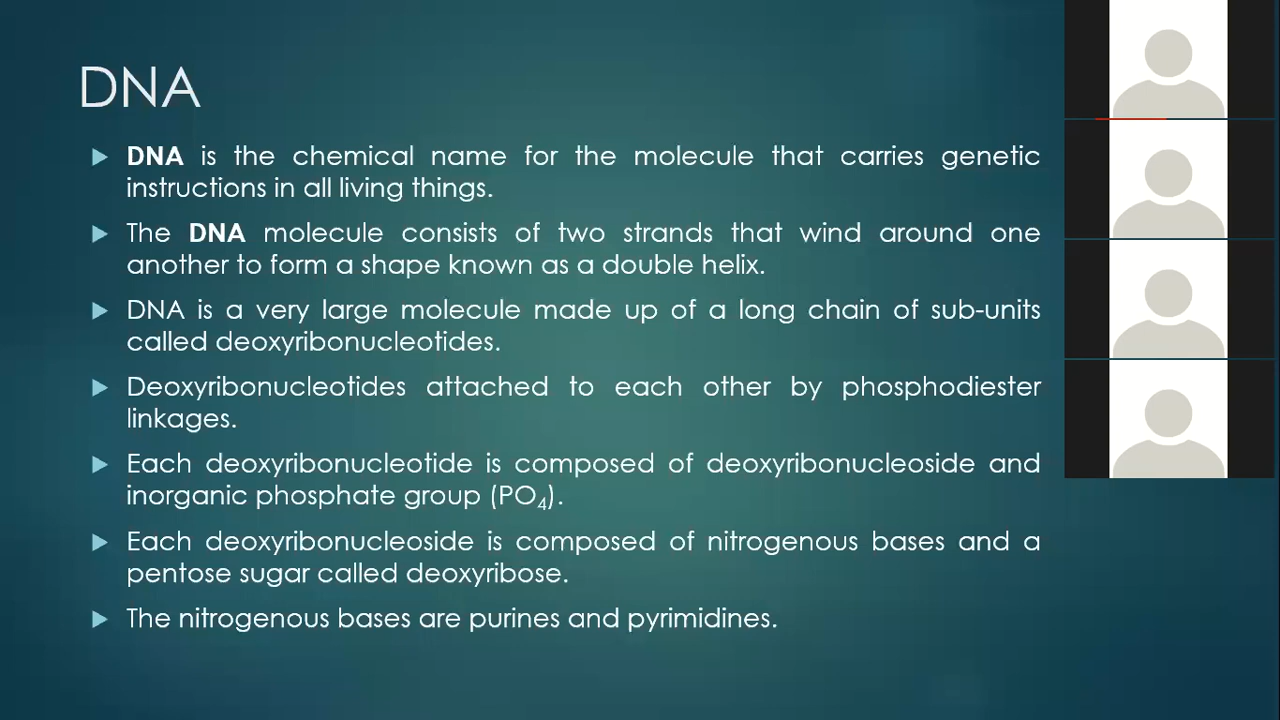 DNA
DNA is the chemical name for the molecule that carries genetic
instructions in all living things.
The DNA molecule consists of two strands that wind around one
another to form a shape known as a double helix.
DNA is a very large molecule made up of a long chain of sub-units
called deoxyribonucleotides.
Deoxyribonucleotides attached to each other by phosphodiester
linkages.
Each deoxyribonucleotide is composed of deoxyribonucleoside and
inorganic phosphate group (PO₄).
Each deoxyribonucleoside is composed of nitrogenous bases and a
pentose sugar called deoxyribose.
The nitrogenous bases are purines and pyrimidines.